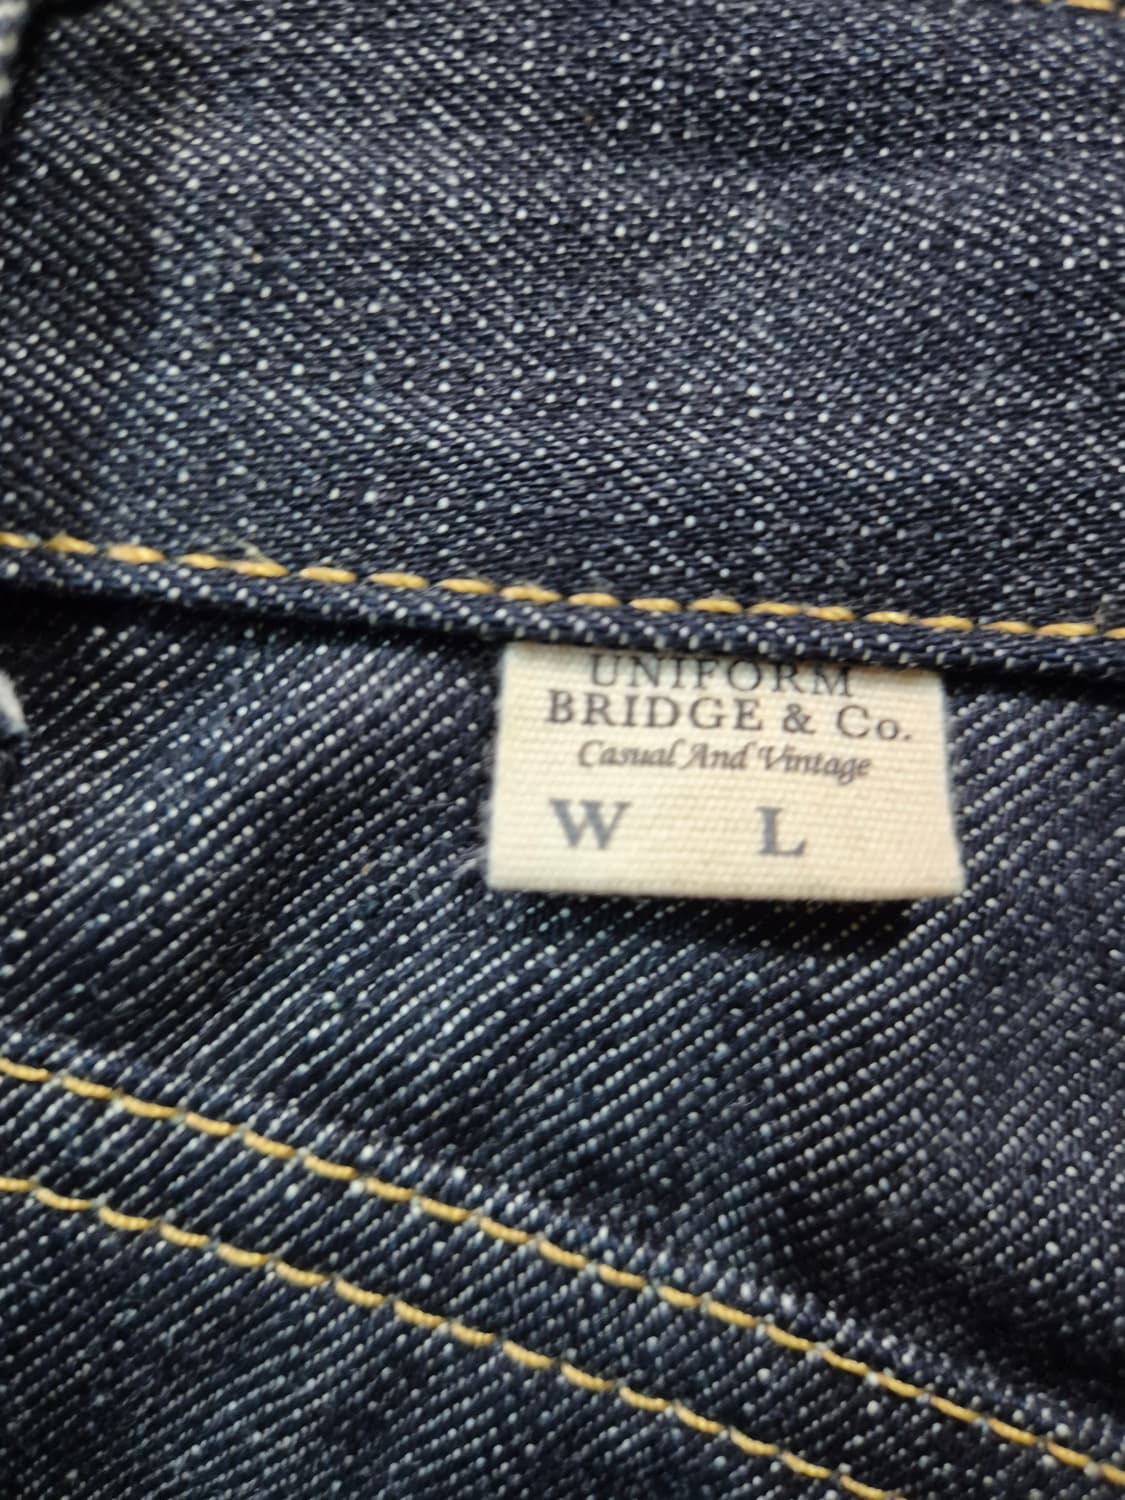 UNIFORM
BRIDGE & Co.
Casual And Vintage
W L